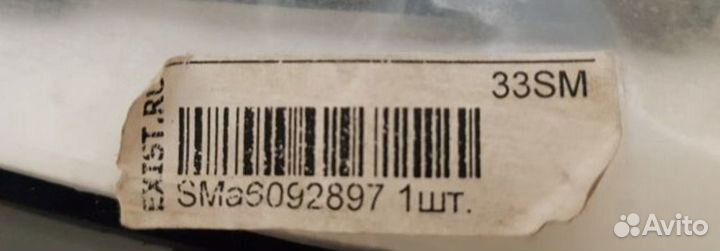 33SM
EXIST.RU
SMa6092897 1шт.
Avito